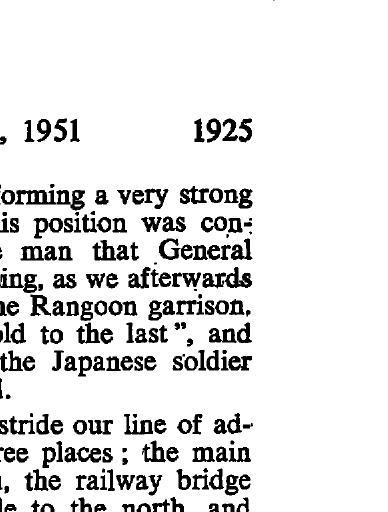 , 1951 1925
orming a very strong
is position was con-
man that General
ing, as we afterwards
he Rangoon garrison,
old to the last", and
the Japanese soldier
.
stride our line of ad-
ree places; the main
, the railway bridge
le to the north, and